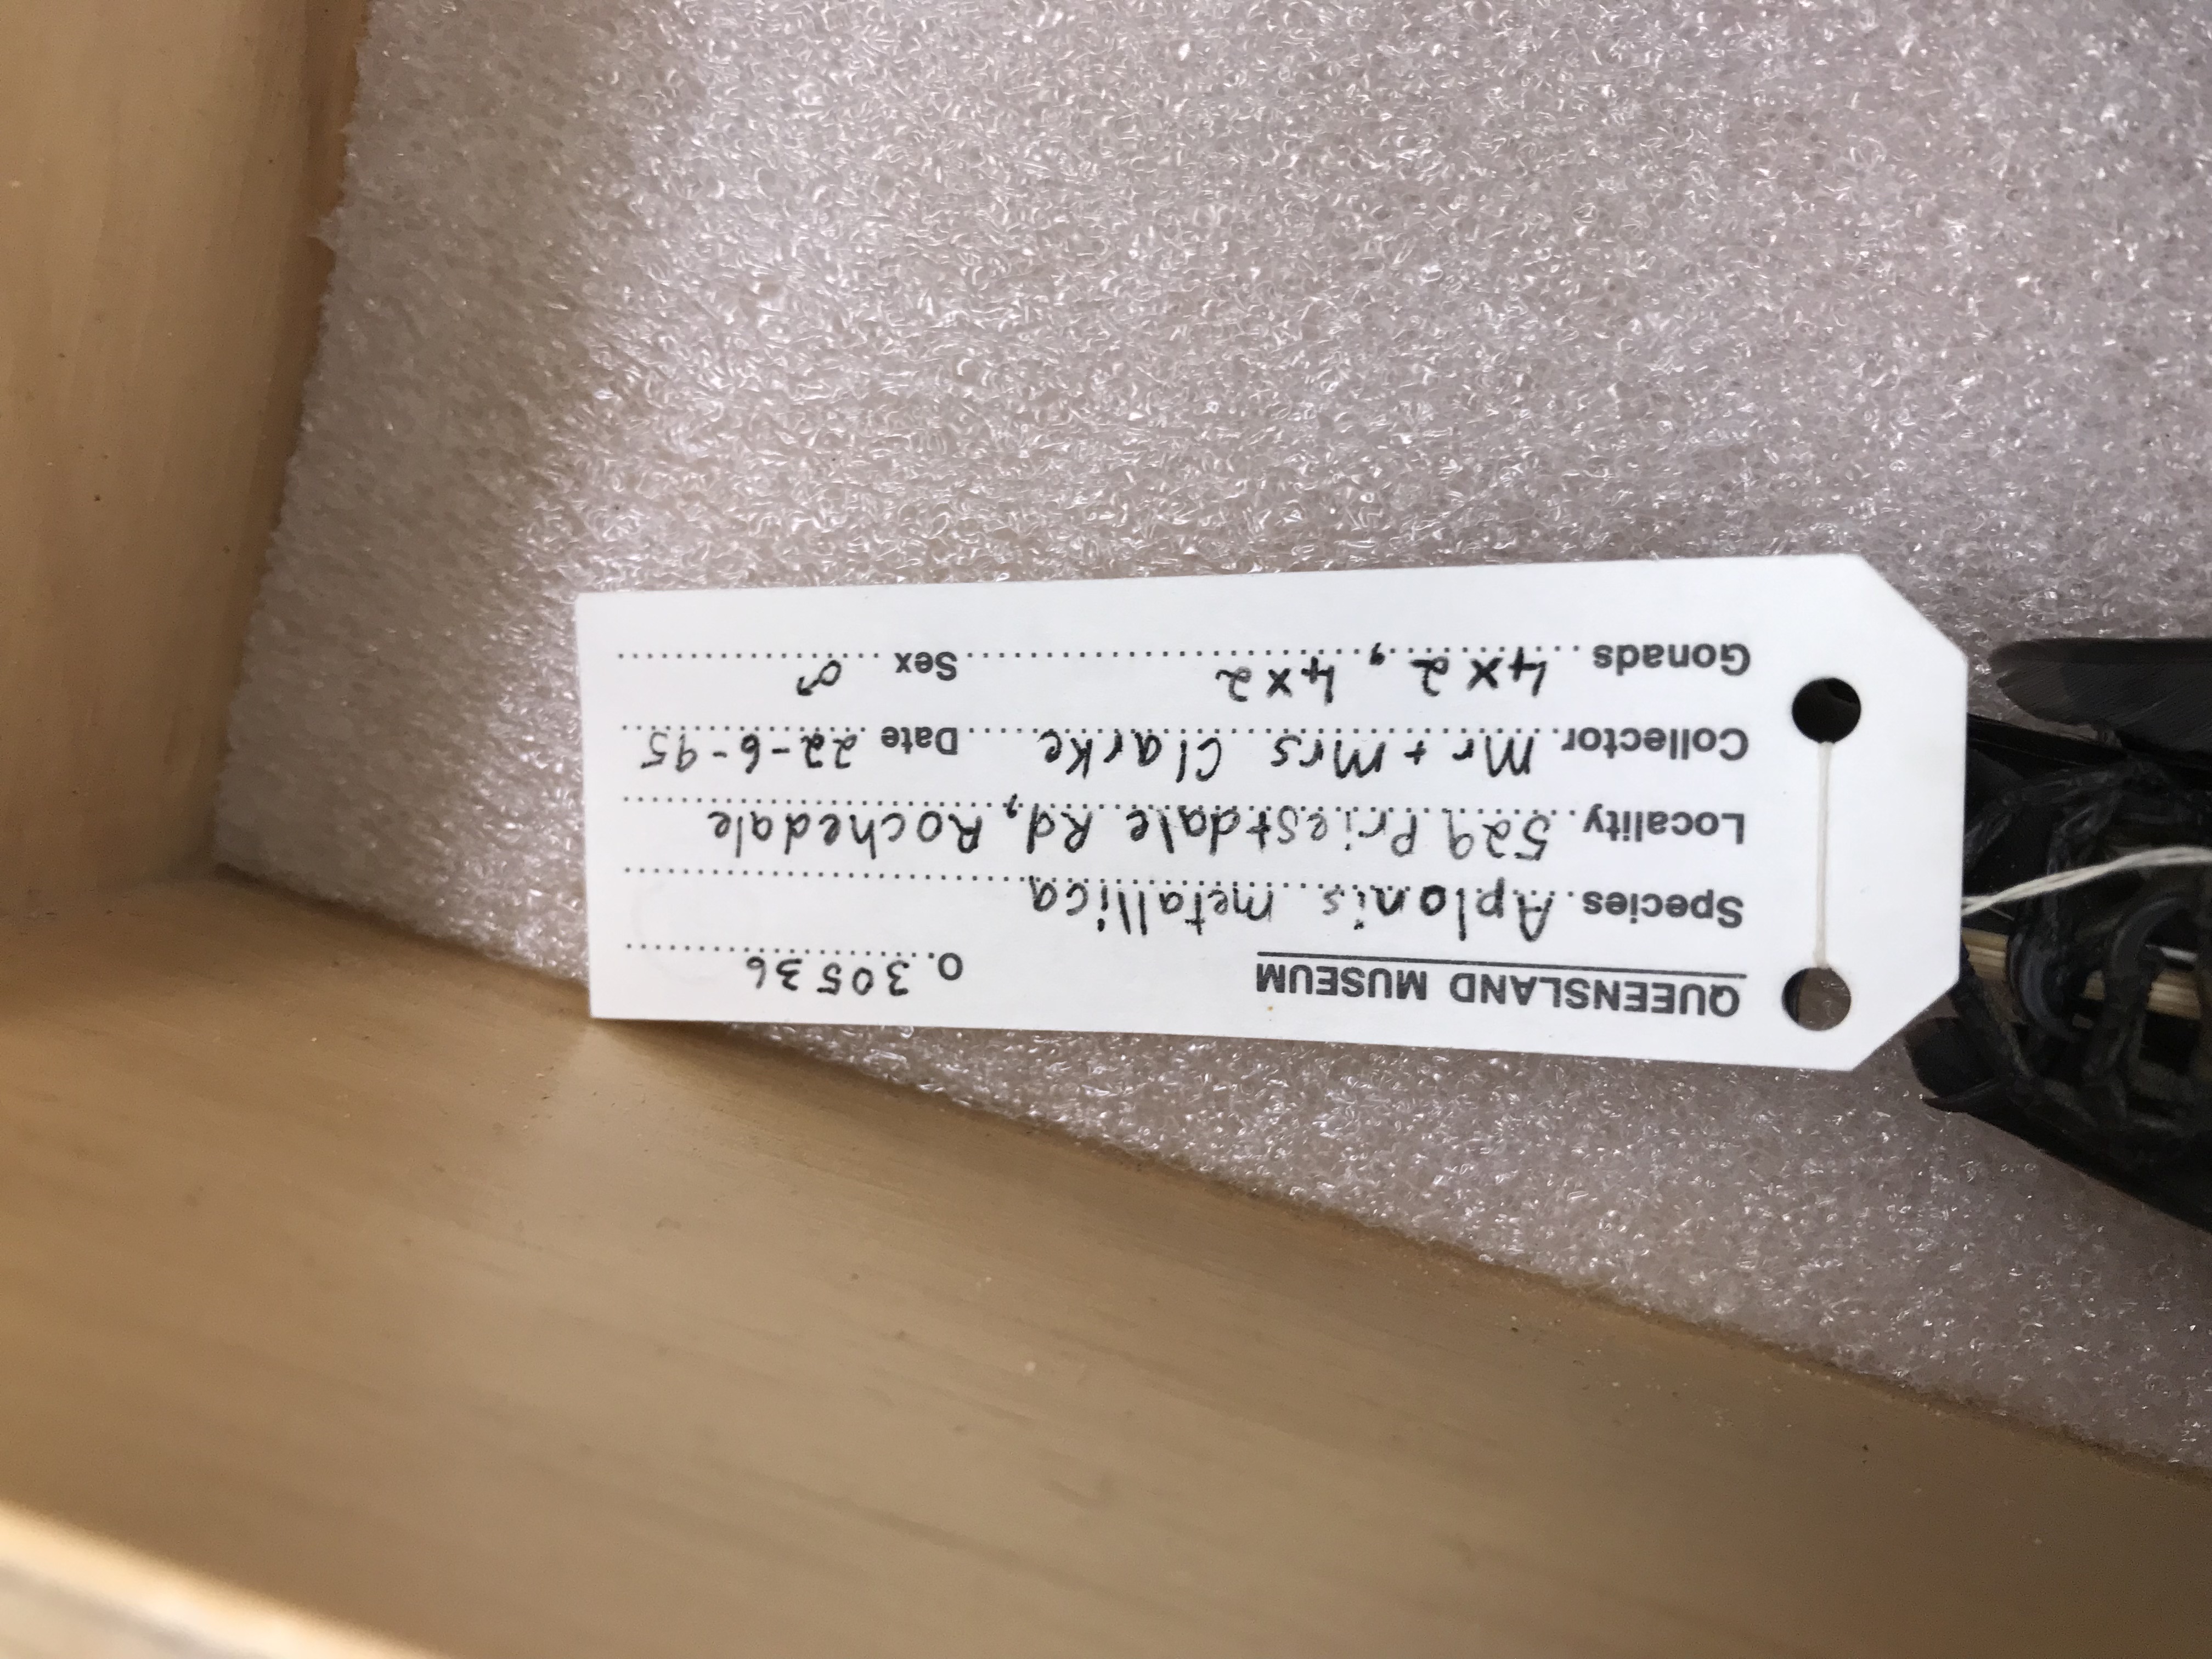 QUEENSLAND MUSEUM O. 30536
Species Aplonis metallica
Locality 529 Priestdale Rd, Rochedale
Collector Mr + Mrs Clarke Date 22-6-95
Gonads 4x2, 4x2 Sex ♂